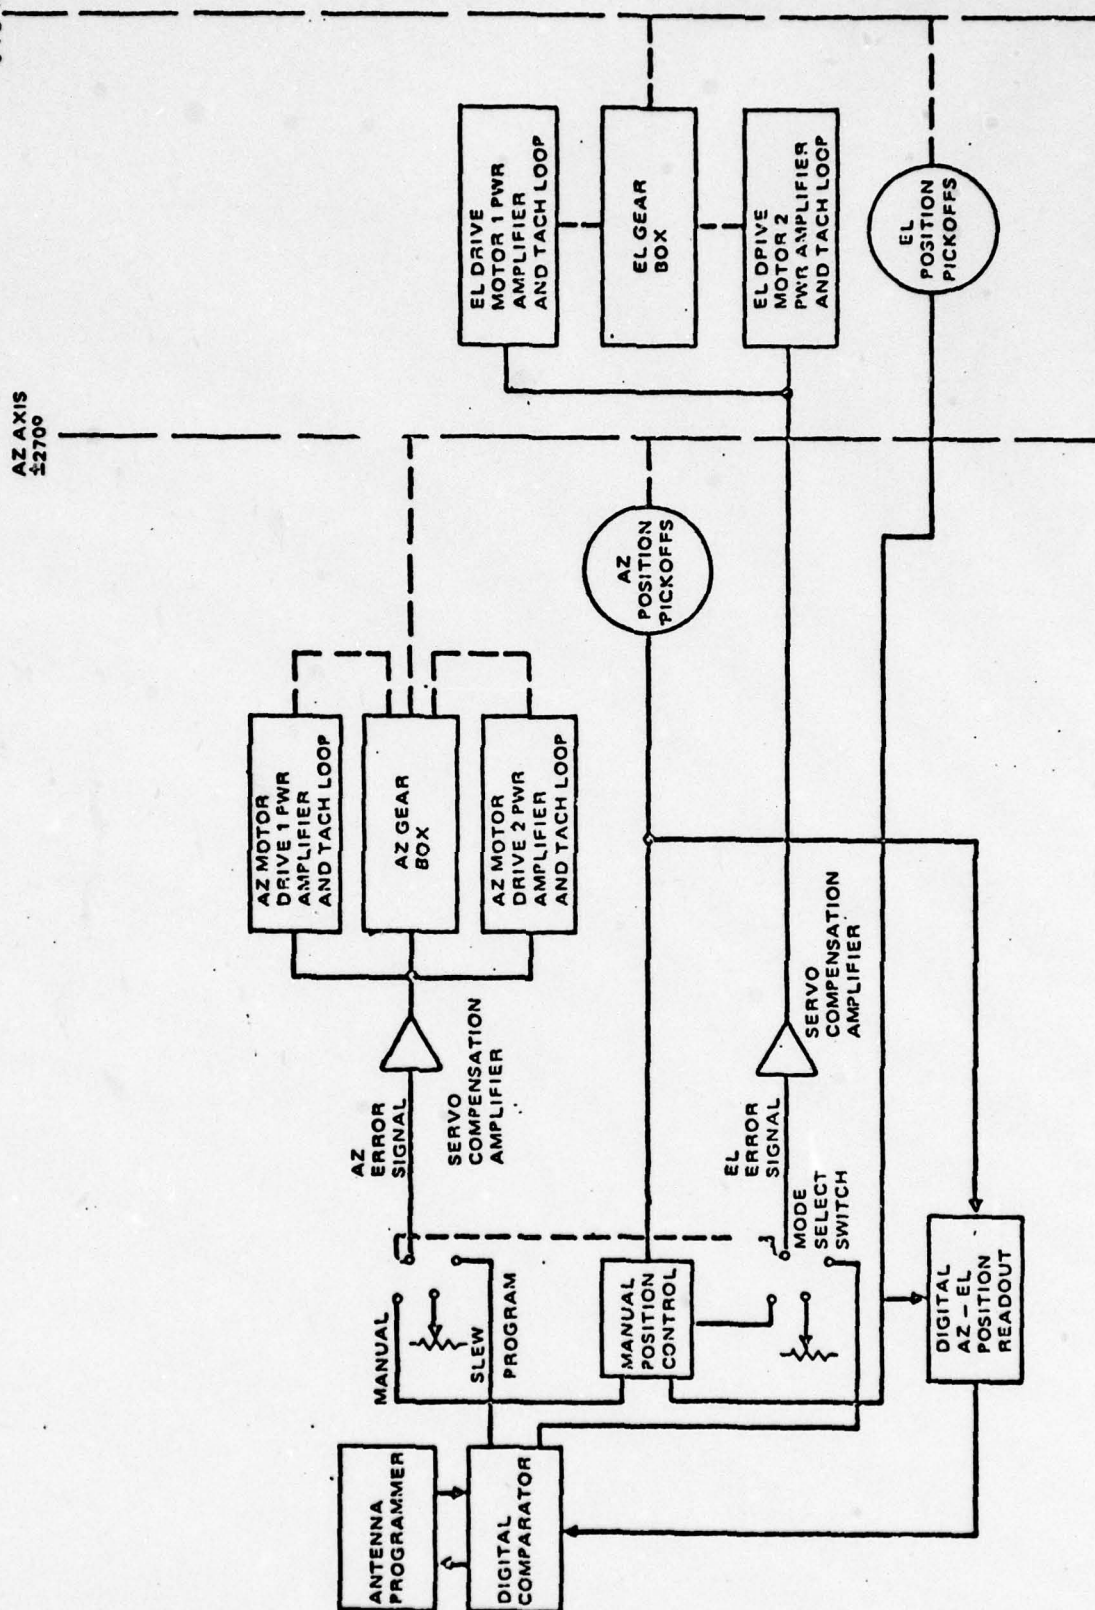 AZ AXIS
±270°
EL DRIVE
MOTOR 1 PWR
AMPLIFIER
AND TACH LOOP
EL GEAR
BOX
EL DPIVE
MOTOR 2
PWR AMPLIFIER
AND TACH LOOP
EL
POSITION
PICKOFFS
AZ
POSITION
PICKOFFS
AZ MOTOR
DRIVE 1 PWR
AMPLIFIER
AND TACH LOOP
AZ GEAR
BOX
AZ MOTOR
DRIVE 2 PWR
AMPLIFIER
AND TACH LOOP
AZ
ERROR
SIGNAL
SERVO
COMPENSATION
AMPLIFIER
EL
ERROR
SIGNAL
SERVO
COMPENSATION
AMPLIFIER
MODE
SELECT
SWITCH
MANUAL
SLEW
PROGRAM
MANUAL
POSITION
CONTROL
DIGITAL
AZ – EL
POSITION
READOUT
ANTENNA
PROGRAMMER
DIGITAL
COMPARATOR